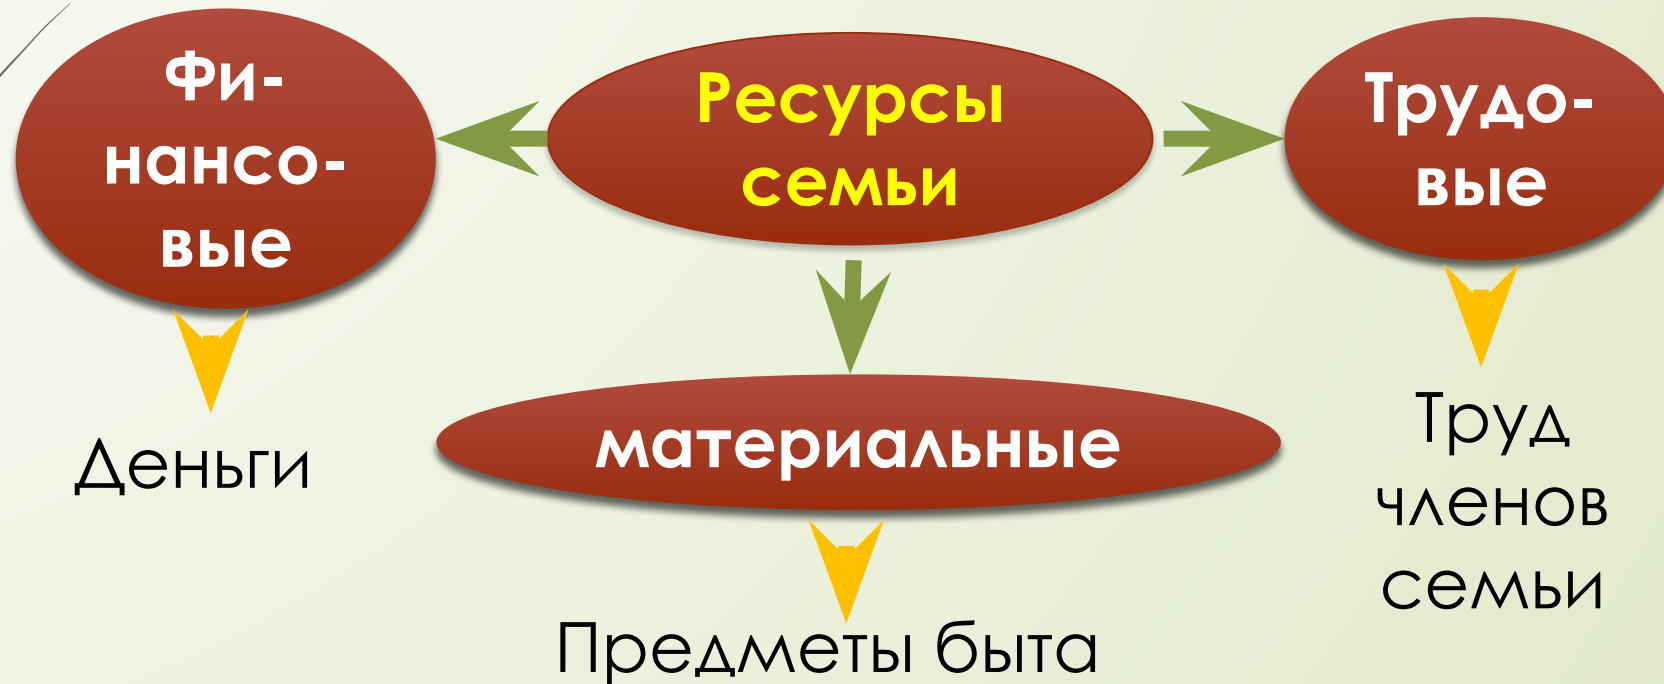 Фи-
нансо-
вые
Ресурсы
семьи
Трудо-
вые
Деньги
материальные
Труд
членов
семьи
Предметы быта